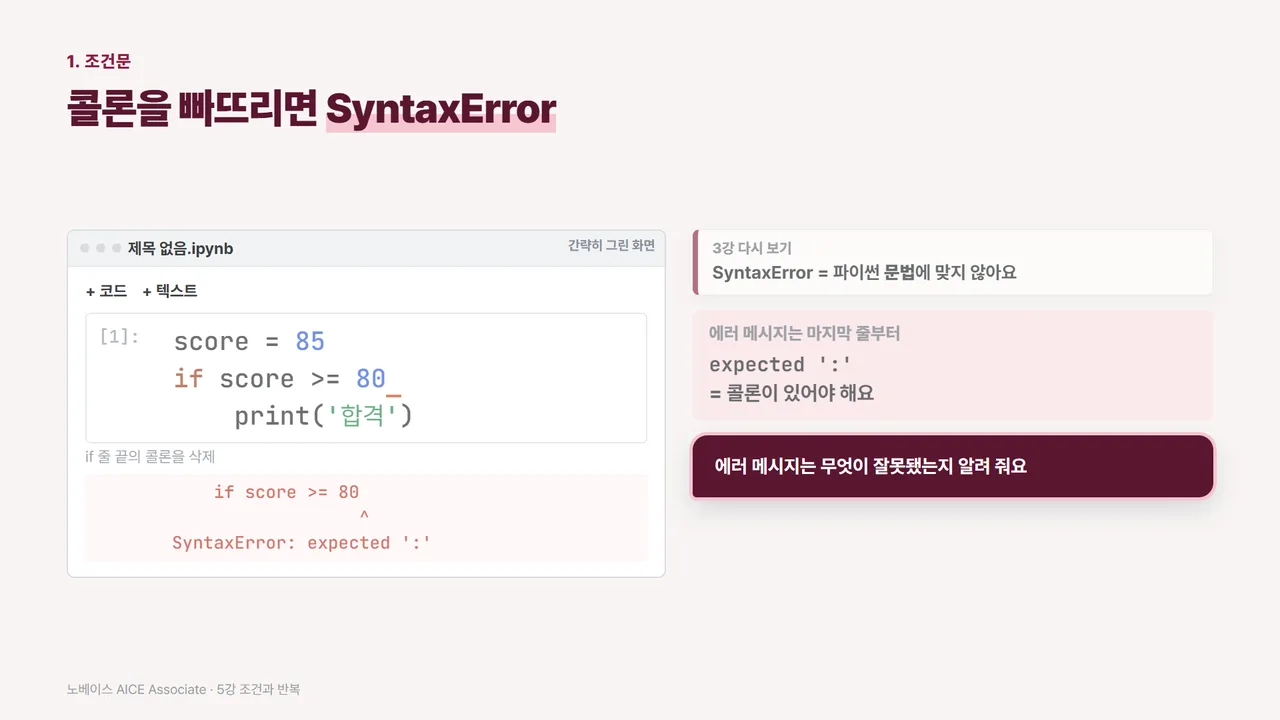 1. 조건문
콜론을 빠뜨리면 SyntaxError
제목 없음.ipynb
간략히 그린 화면
+ 코드 + 텍스트
[1]:
score = 85
if score >= 80_
print('합격')
if 줄 끝의 콜론을 삭제
if score >= 80
^
SyntaxError: expected ':'
3강 다시 보기
SyntaxError = 파이썬 문법에 맞지 않아요
에러 메시지는 마지막 줄부터
expected ':'
= 콜론이 있어야 해요
에러 메시지는 무엇이 잘못됐는지 알려 줘요
노베이스 AICE Associate · 5강 조건과 반복